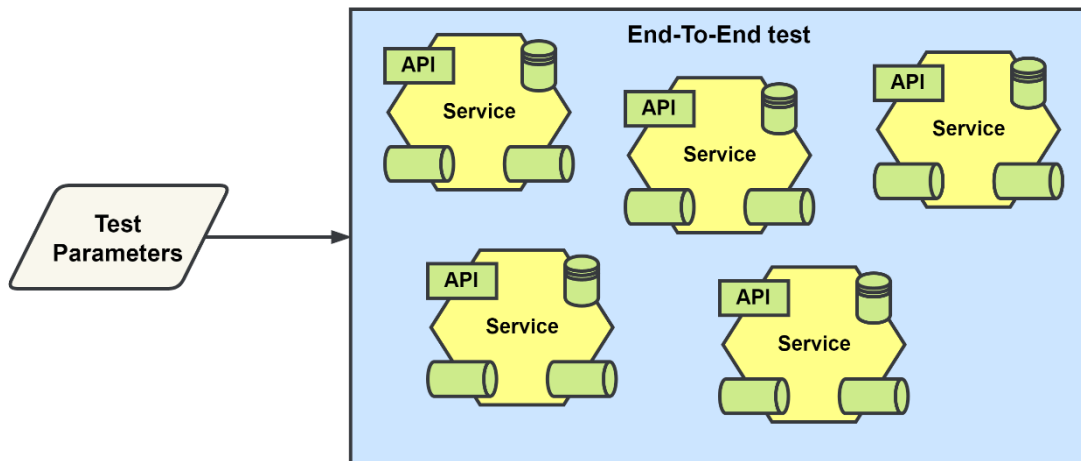 End-To-End test
API
Service
API
Service
API
Service
Test
Parameters
API
Service
API
Service